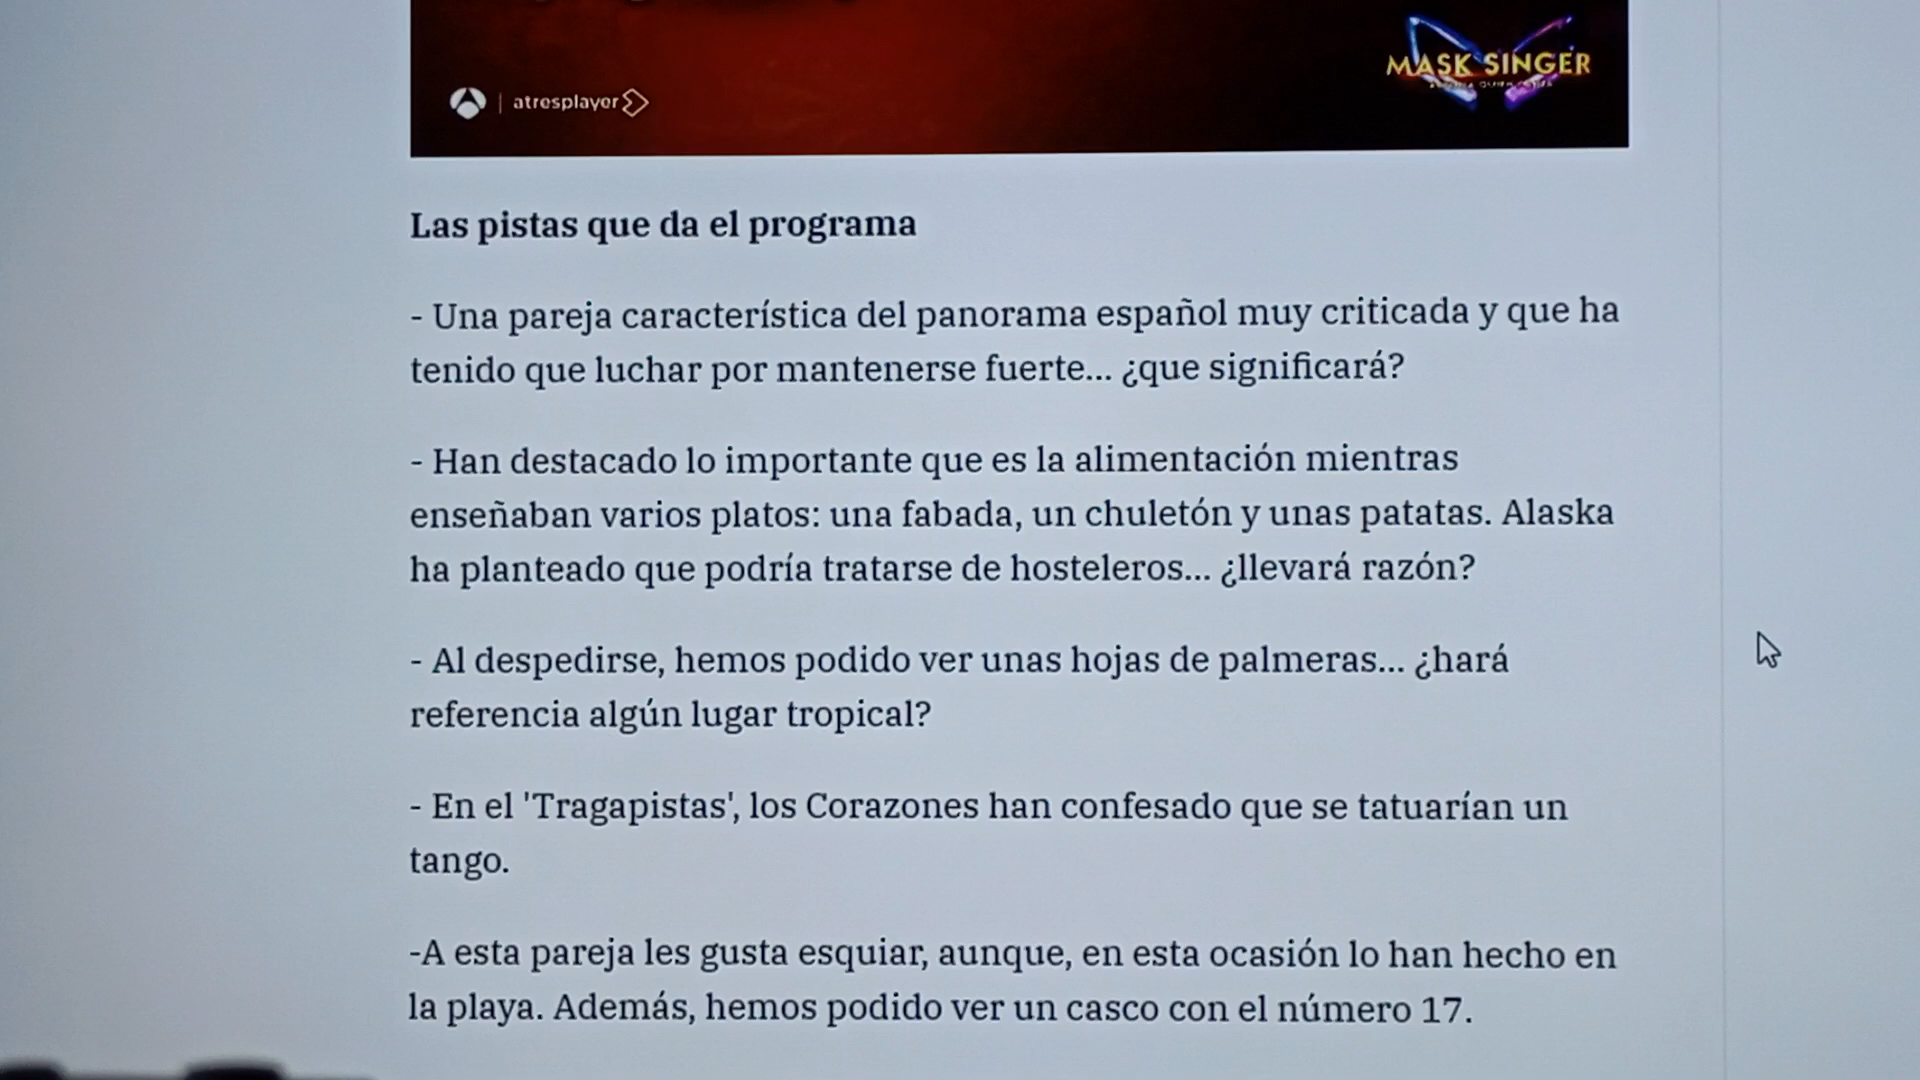 MASK SINGER
atresplayer
Las pistas que da el programa
- Una pareja característica del panorama español muy criticada y que ha
tenido que luchar por mantenerse fuerte... ¿que significará?
- Han destacado lo importante que es la alimentación mientras
enseñaban varios platos: una fabada, un chuletón y unas patatas. Alaska
ha planteado que podría tratarse de hosteleros... ¿llevará razón?
- Al despedirse, hemos podido ver unas hojas de palmeras... ¿hará
referencia algún lugar tropical?
- En el 'Tragapistas', los Corazones han confesado que se tatuarían un
tango.
-A esta pareja les gusta esquiar, aunque, en esta ocasión lo han hecho en
la playa. Además, hemos podido ver un casco con el número 17.